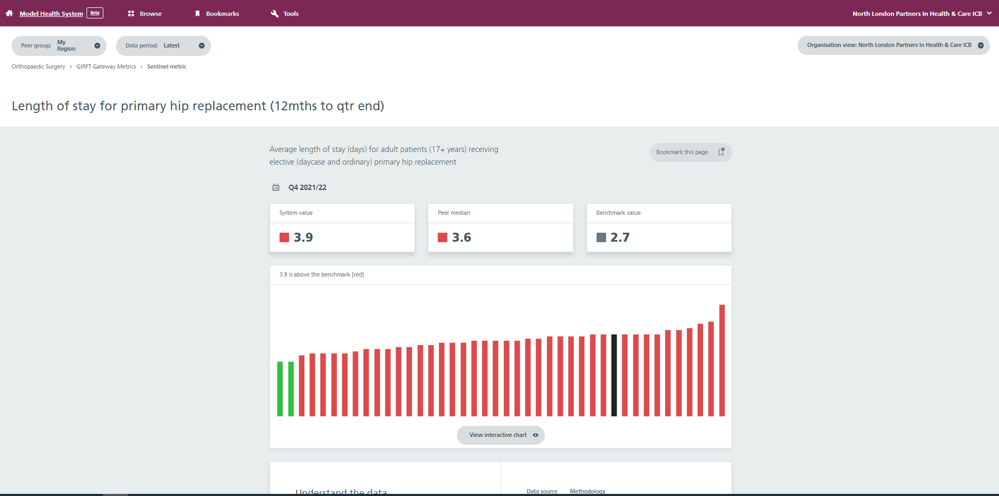 Model Health System Beta Browse Bookmarks Tools North London Partners In Health & Care ICB
Peer group: My Region Data period: Latest Organisation view: North London Partners In Health & Care ICB
Orthopaedic Surgery › GIRFT Gateway Metrics › Sentinel metric
Length of stay for primary hip replacement (12mths to qtr end)
Average length of stay (days) for adult patients (17+ years) receiving
elective (daycase and ordinary) primary hip replacement
Bookmark this page
Q4 2021/22
System value Peer median Benchmark value
3.9 3.6 2.7
3.9 is above the benchmark [red]
View interactive chart
Understand the data
Data source Methodology